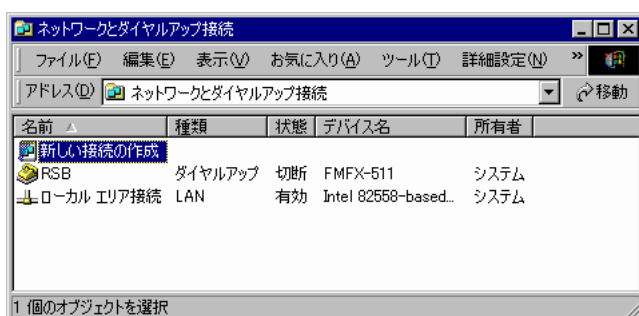 ネットワークとダイヤルアップ接続
ファイル(F) 編集(E) 表示(V) お気に入り(A) ツール(T) 詳細設定(N) »
アドレス(D) ネットワークとダイヤルアップ接続 移動
名前 種類 状態 デバイス名 所有者
新しい接続の作成
RSB ダイヤルアップ 切断 FMFX-511 システム
ローカル エリア接続 LAN 有効 Intel 82558-based... システム
1 個のオブジェクトを選択